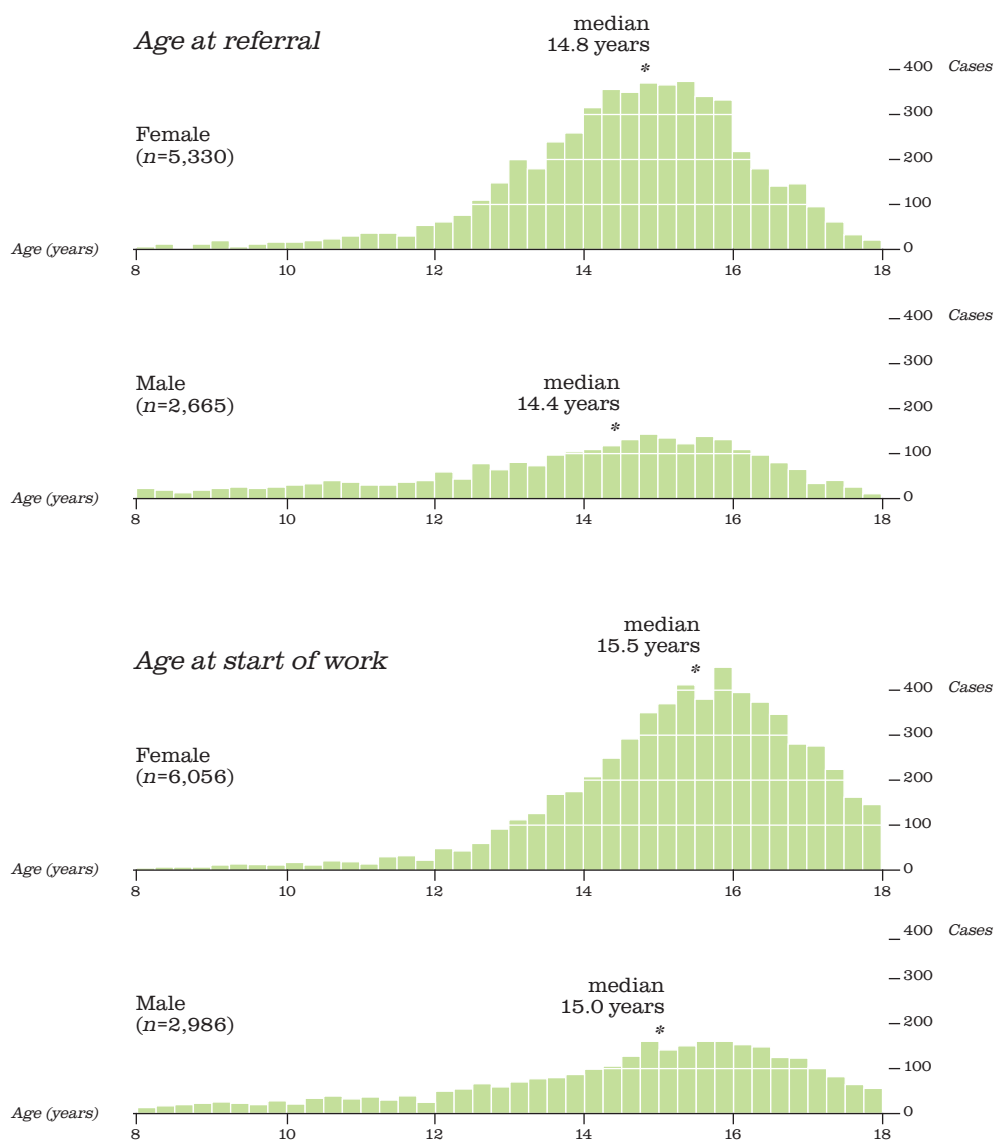 Age at referral
median
14.8 years
*
400 Cases
300
Female
(n=5,330)
200
100
Age (years)
0
8 10 12 14 16 18
400 Cases
300
Male
(n=2,665)
median
14.4 years
*
200
100
Age (years)
0
8 10 12 14 16 18
Age at start of work
median
15.5 years
*
400 Cases
300
Female
(n=6,056)
200
100
Age (years)
0
8 10 12 14 16 18
400 Cases
300
Male
(n=2,986)
median
15.0 years
*
200
100
Age (years)
0
8 10 12 14 16 18